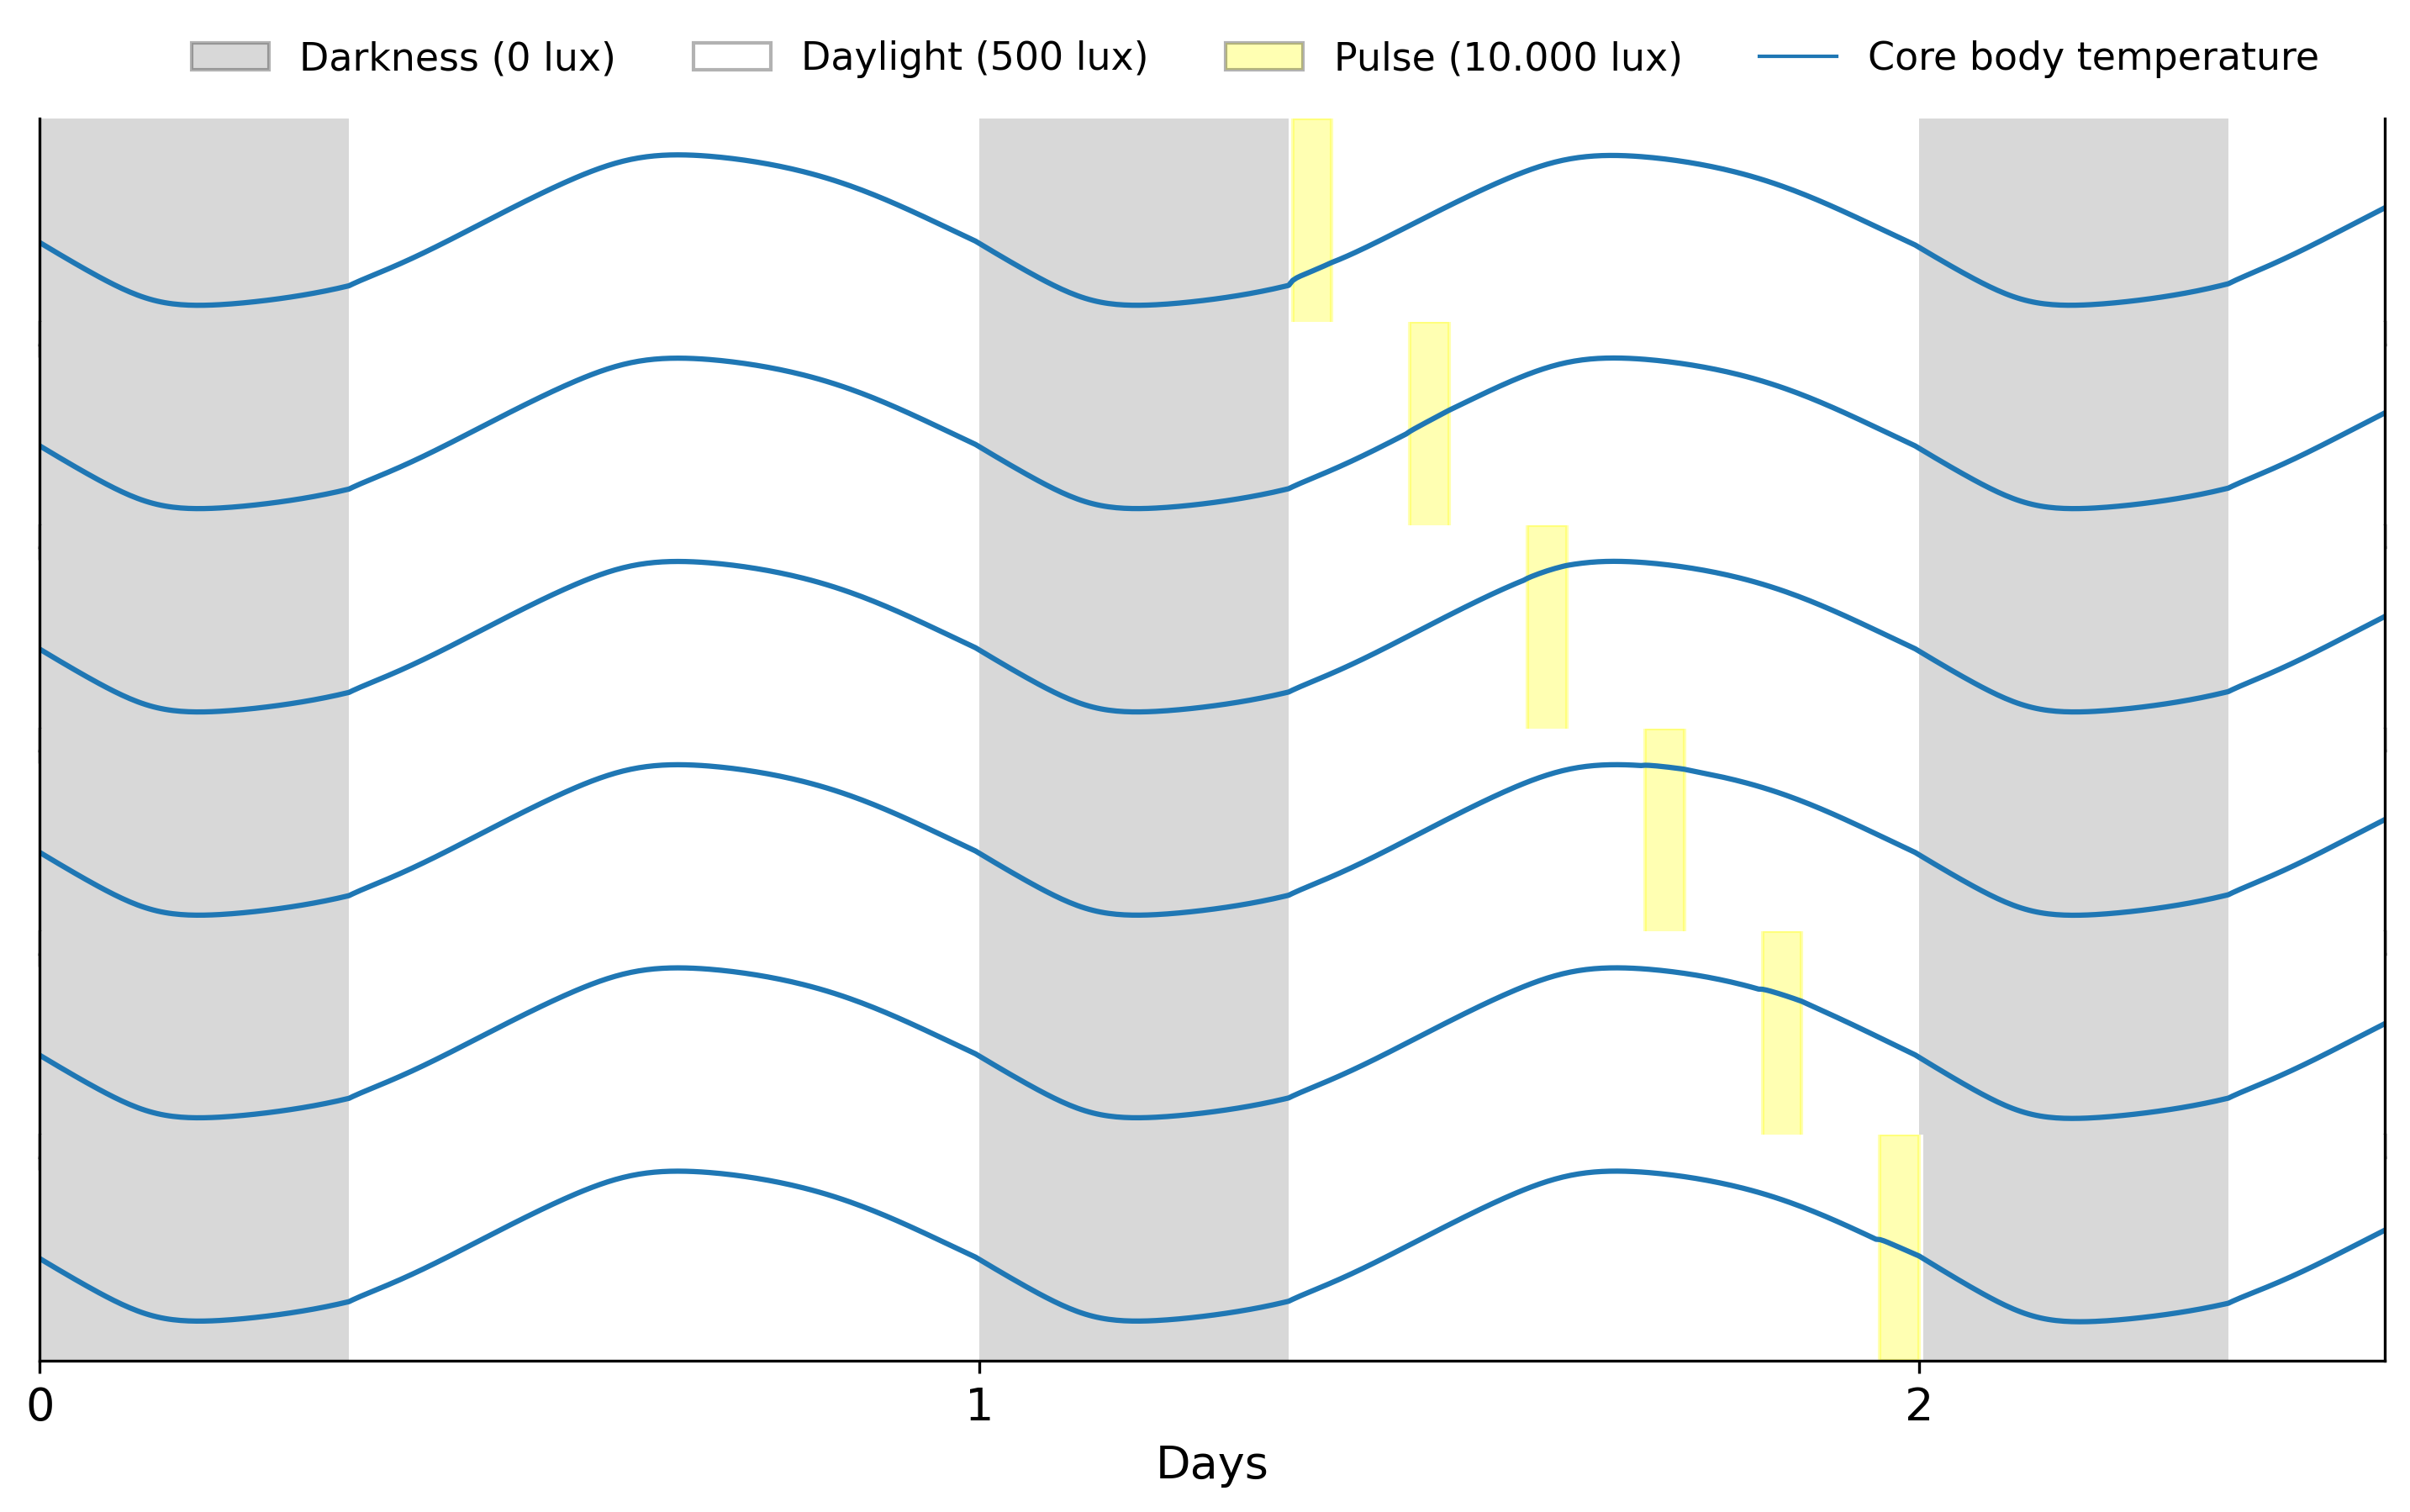 Darkness (0 lux) Daylight (500 lux) Pulse (10.000 lux) Core body temperature
0 1 2
Days